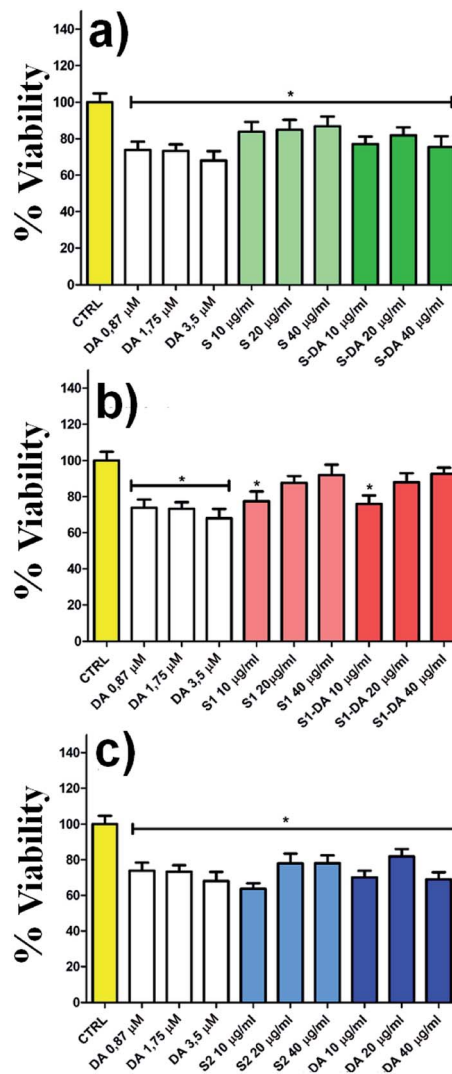 a)
% Viability
140
120
100
80
60
40
20
0
*
CTRL
DA 0,87 μM
DA 1,75 μM
DA 3,5 μM
S 10 μg/ml
S 20 μg/ml
S 40 μg/ml
S-DA 10 μg/ml
S-DA 20 μg/ml
S-DA 40 μg/ml
b)
% Viability
140
120
100
80
60
40
20
0
*
*
*
CTRL
DA 0,87 μM
DA 1,75 μM
DA 3,5 μM
S1 10 μg/ml
S1 20μg/ml
S1 40 μg/ml
S1-DA 10 μg/ml
S1-DA 20 μg/ml
S1-DA 40 μg/ml
c)
% Viability
140
120
100
80
60
40
20
0
*
CTRL
DA 0,87 μM
DA 1,75 μM
DA 3,5 μM
S2 10 μg/ml
S2 20 μg/ml
S2 40 μg/ml
DA 10 μg/ml
DA 20 μg/ml
DA 40 μg/ml